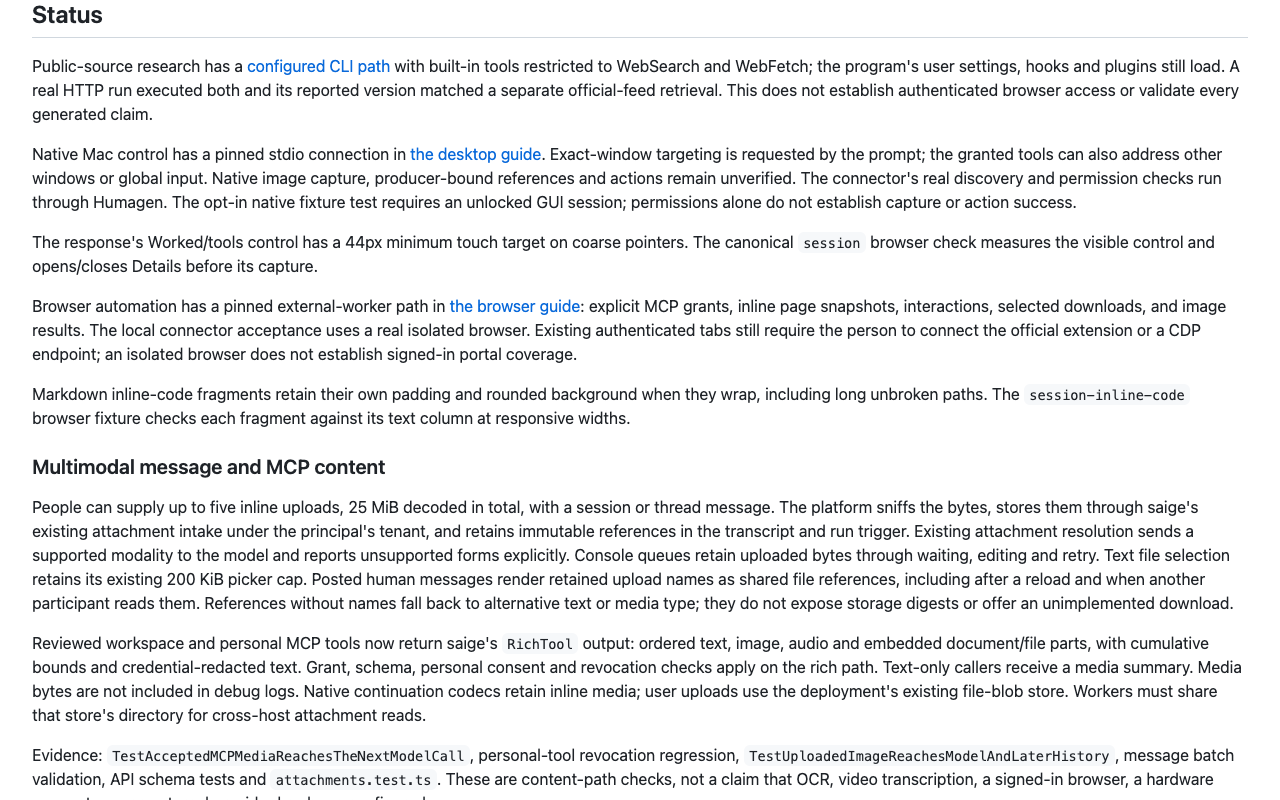 Status
Public-source research has a configured CLI path with built-in tools restricted to WebSearch and WebFetch; the program's user settings, hooks and plugins still load. A
real HTTP run executed both and its reported version matched a separate official-feed retrieval. This does not establish authenticated browser access or validate every
generated claim.
Native Mac control has a pinned stdio connection in the desktop guide. Exact-window targeting is requested by the prompt; the granted tools can also address other
windows or global input. Native image capture, producer-bound references and actions remain unverified. The connector's real discovery and permission checks run
through Humagen. The opt-in native fixture test requires an unlocked GUI session; permissions alone do not establish capture or action success.
The response's Worked/tools control has a 44px minimum touch target on coarse pointers. The canonical session browser check measures the visible control and
opens/closes Details before its capture.
Browser automation has a pinned external-worker path in the browser guide: explicit MCP grants, inline page snapshots, interactions, selected downloads, and image
results. The local connector acceptance uses a real isolated browser. Existing authenticated tabs still require the person to connect the official extension or a CDP
endpoint; an isolated browser does not establish signed-in portal coverage.
Markdown inline-code fragments retain their own padding and rounded background when they wrap, including long unbroken paths. The session-inline-code
browser fixture checks each fragment against its text column at responsive widths.
Multimodal message and MCP content
People can supply up to five inline uploads, 25 MiB decoded in total, with a session or thread message. The platform sniffs the bytes, stores them through saige's
existing attachment intake under the principal's tenant, and retains immutable references in the transcript and run trigger. Existing attachment resolution sends a
supported modality to the model and reports unsupported forms explicitly. Console queues retain uploaded bytes through waiting, editing and retry. Text file selection
retains its existing 200 KiB picker cap. Posted human messages render retained upload names as shared file references, including after a reload and when another
participant reads them. References without names fall back to alternative text or media type; they do not expose storage digests or offer an unimplemented download.
Reviewed workspace and personal MCP tools now return saige's RichTool output: ordered text, image, audio and embedded document/file parts, with cumulative
bounds and credential-redacted text. Grant, schema, personal consent and revocation checks apply on the rich path. Text-only callers receive a media summary. Media
bytes are not included in debug logs. Native continuation codecs retain inline media; user uploads use the deployment's existing file-blob store. Workers must share
that store's directory for cross-host attachment reads.
Evidence: TestAcceptedMCPMediaReachesTheNextModelCall, personal-tool revocation regression, TestUploadedImageReachesModelAndLaterHistory, message batch
validation, API schema tests and attachments.test.ts. These are content-path checks, not a claim that OCR, video transcription, a signed-in browser, a hardware